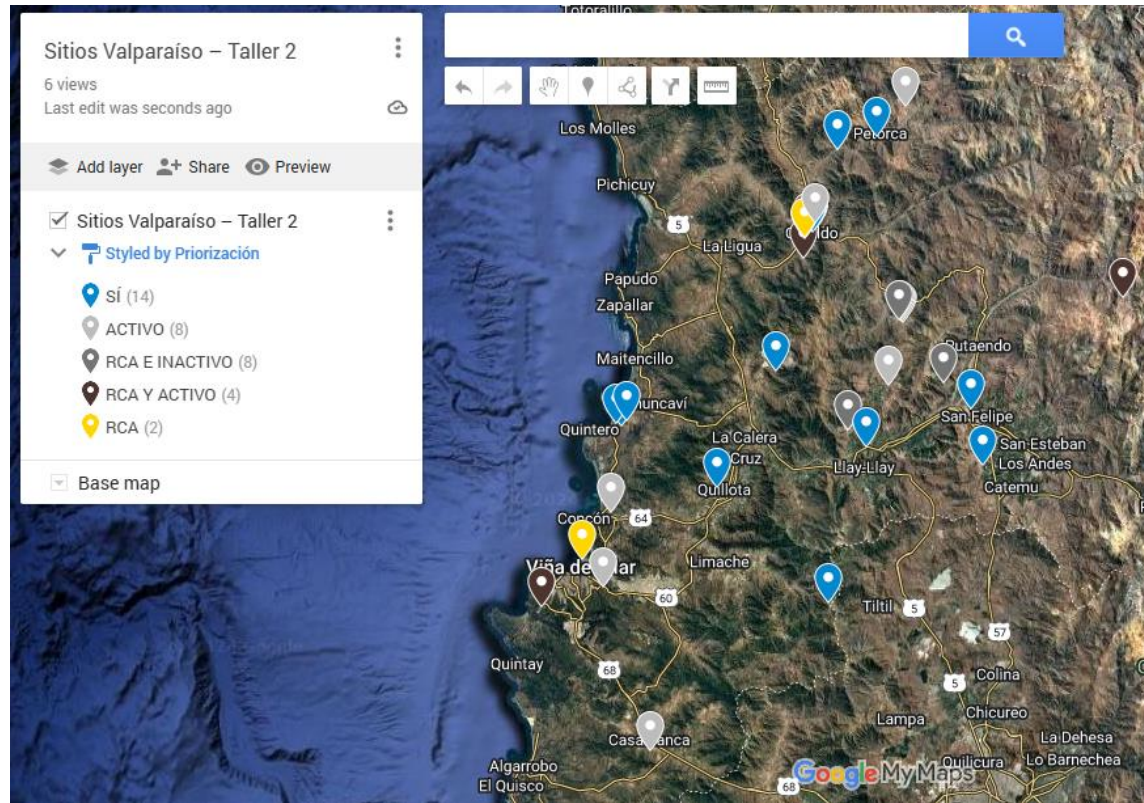 Sitios Valparaíso – Taller 2
6 views
Last edit was seconds ago
Add layer
Share
Preview
Sitios Valparaíso – Taller 2
Styled by Priorización
SÍ (14)
ACTIVO (8)
RCA E INACTIVO (8)
RCA Y ACTIVO (4)
RCA (2)
Base map
Totoralillo
Los Molles
Petorca
Pichicuy
5
La Ligua
Papudo
Zapallar
Maitencillo
Putaendo
Quintero
San Felipe
La Calera
San Esteban
Cruz
Los Andes
Llay-Llay
Catemu
Quillota
Concón
64
Limache
60
Tiltil
5
57
Quintay
68
Colina
5
Chicureo
Lampa
La Dehesa
Lo Barnechea
Quilicura
Algarrobo
El Quisco
68
Google My Maps